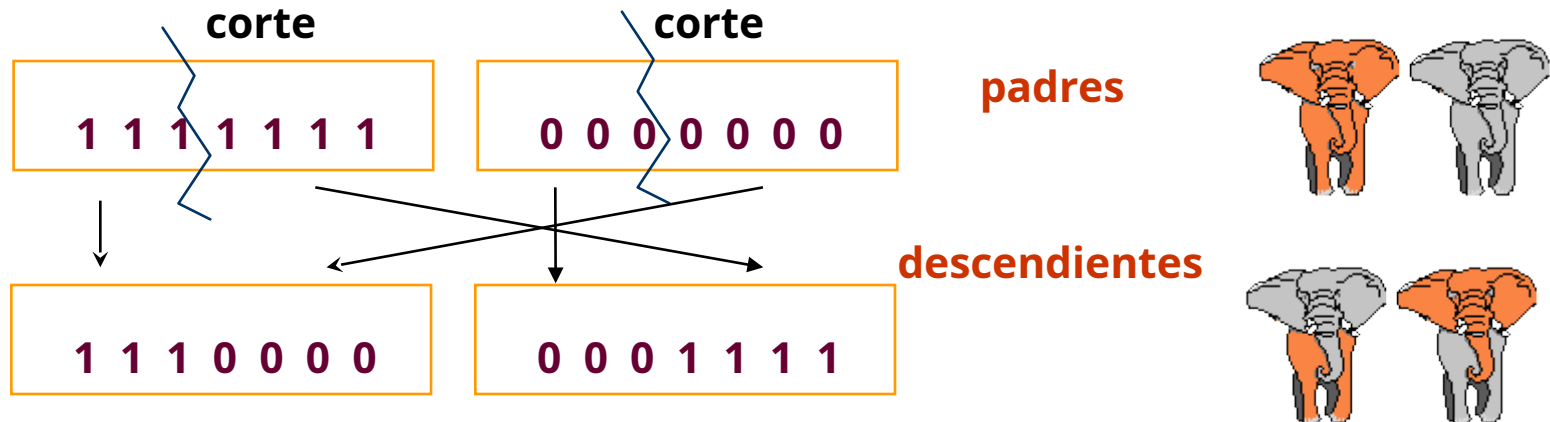 corte corte
1 1 1 1 1 1 1 0 0 0 0 0 0 0
padres
descendientes
1 1 1 0 0 0 0 0 0 0 1 1 1 1